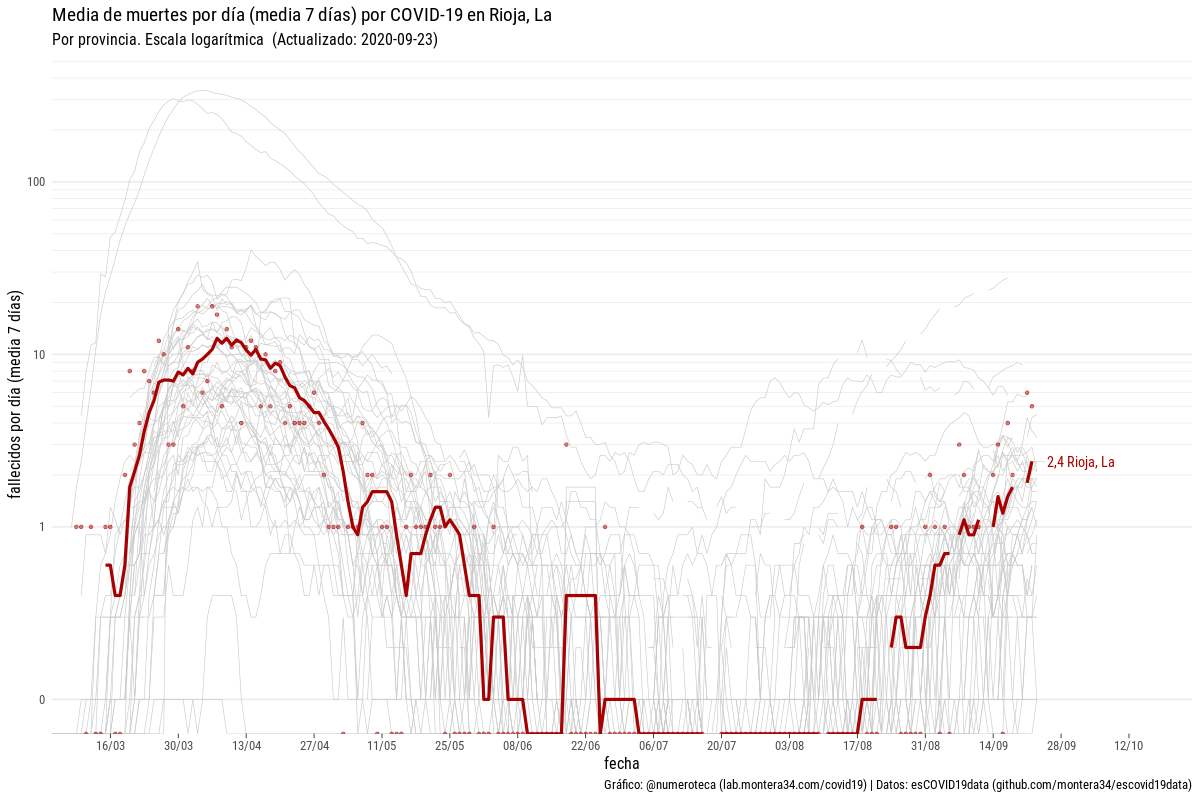 Media de muertes por día (media 7 días) por COVID-19 en Rioja, La
Por provincia. Escala logarítmica  (Actualizado: 2020-09-23)
fallecidos por día (media  7 días)
100
10
1
0
2,4 Rioja, La
16/03 30/03 13/04 27/04 11/05 25/05 08/06 22/06 06/07 20/07 03/08 17/08 31/08 14/09 28/09 12/10
fecha
Gráfico: @numeroteca (lab.montera34.com/covid19) | Datos: esCOVID19data (github.com/montera34/escovid19data)